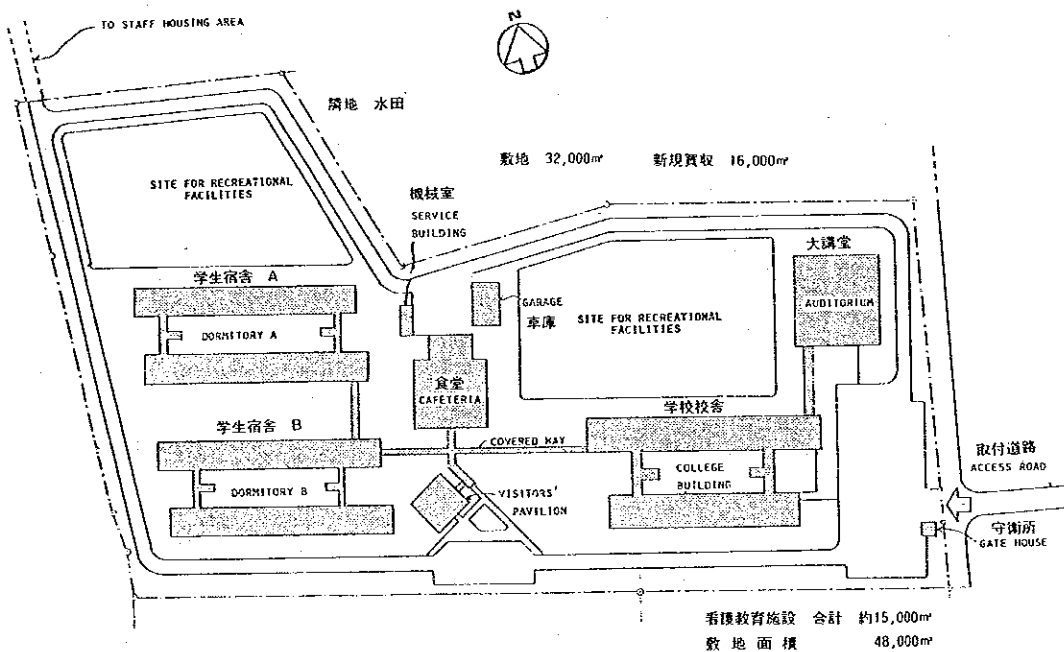 TO STAFF HOUSING AREA
N
隣地 水田
敷地 32,000㎡ 新規買収 16,000㎡
SITE FOR RECREATIONAL
FACILITIES
機械室
SERVICE
BUILDING
大講堂
AUDITORIUM
学生宿舎 A
DORMITORY A
GARAGE
車庫
SITE FOR RECREATIONAL
FACILITIES
食堂
CAFETERIA
学校校舎
学生宿舎 B
COVERED WAY
取付道路
ACCESS ROAD
COLLEGE
BUILDING
DORMITORY B
VISITORS'
PAVILION
守衛所
GATE HOUSE
看護教育施設 合計 約15,000㎡
敷地面積 48,000㎡